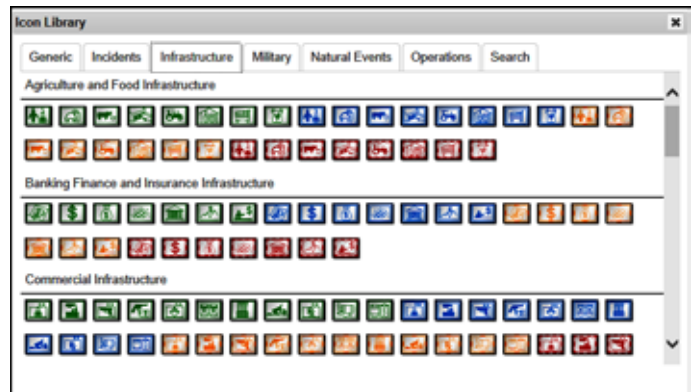 Icon Library
Generic Incidents Infrastructure Military Natural Events Operations Search
Agriculture and Food Infrastructure
Banking Finance and Insurance Infrastructure
Commercial Infrastructure